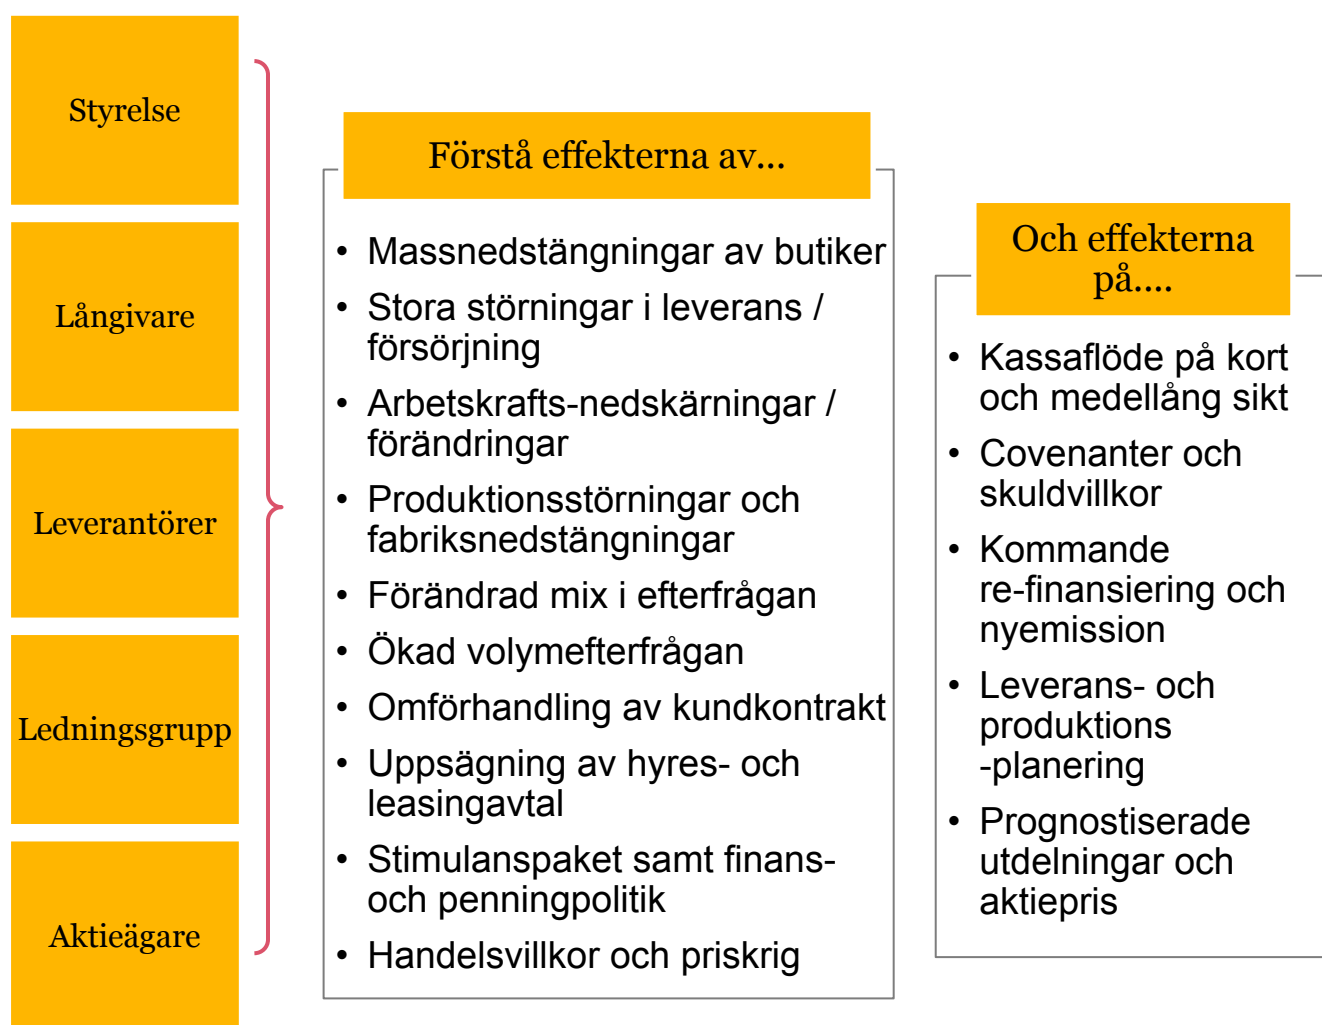 Styrelse
Långivare
Leverantörer
Ledningsgrupp
Aktieägare
Förstå effekterna av...
• Massnedstängningar av butiker
• Stora störningar i leverans /
försörjning
• Arbetskrafts-nedskärningar /
förändringar
• Produktionsstörningar och
fabriksnedstängningar
• Förändrad mix i efterfrågan
• Ökad volymefterfrågan
• Omförhandling av kundkontrakt
• Uppsägning av hyres- och
leasingavtal
• Stimulanspaket samt finans-
och penningpolitik
• Handelsvillkor och priskrig
Och effekterna
på....
• Kassaflöde på kort
och medellång sikt
• Covenanter och
skuldvillkor
• Kommande
re-finansiering och
nyemission
• Leverans- och
produktions
-planering
• Prognostiserade
utdelningar och
aktiepris